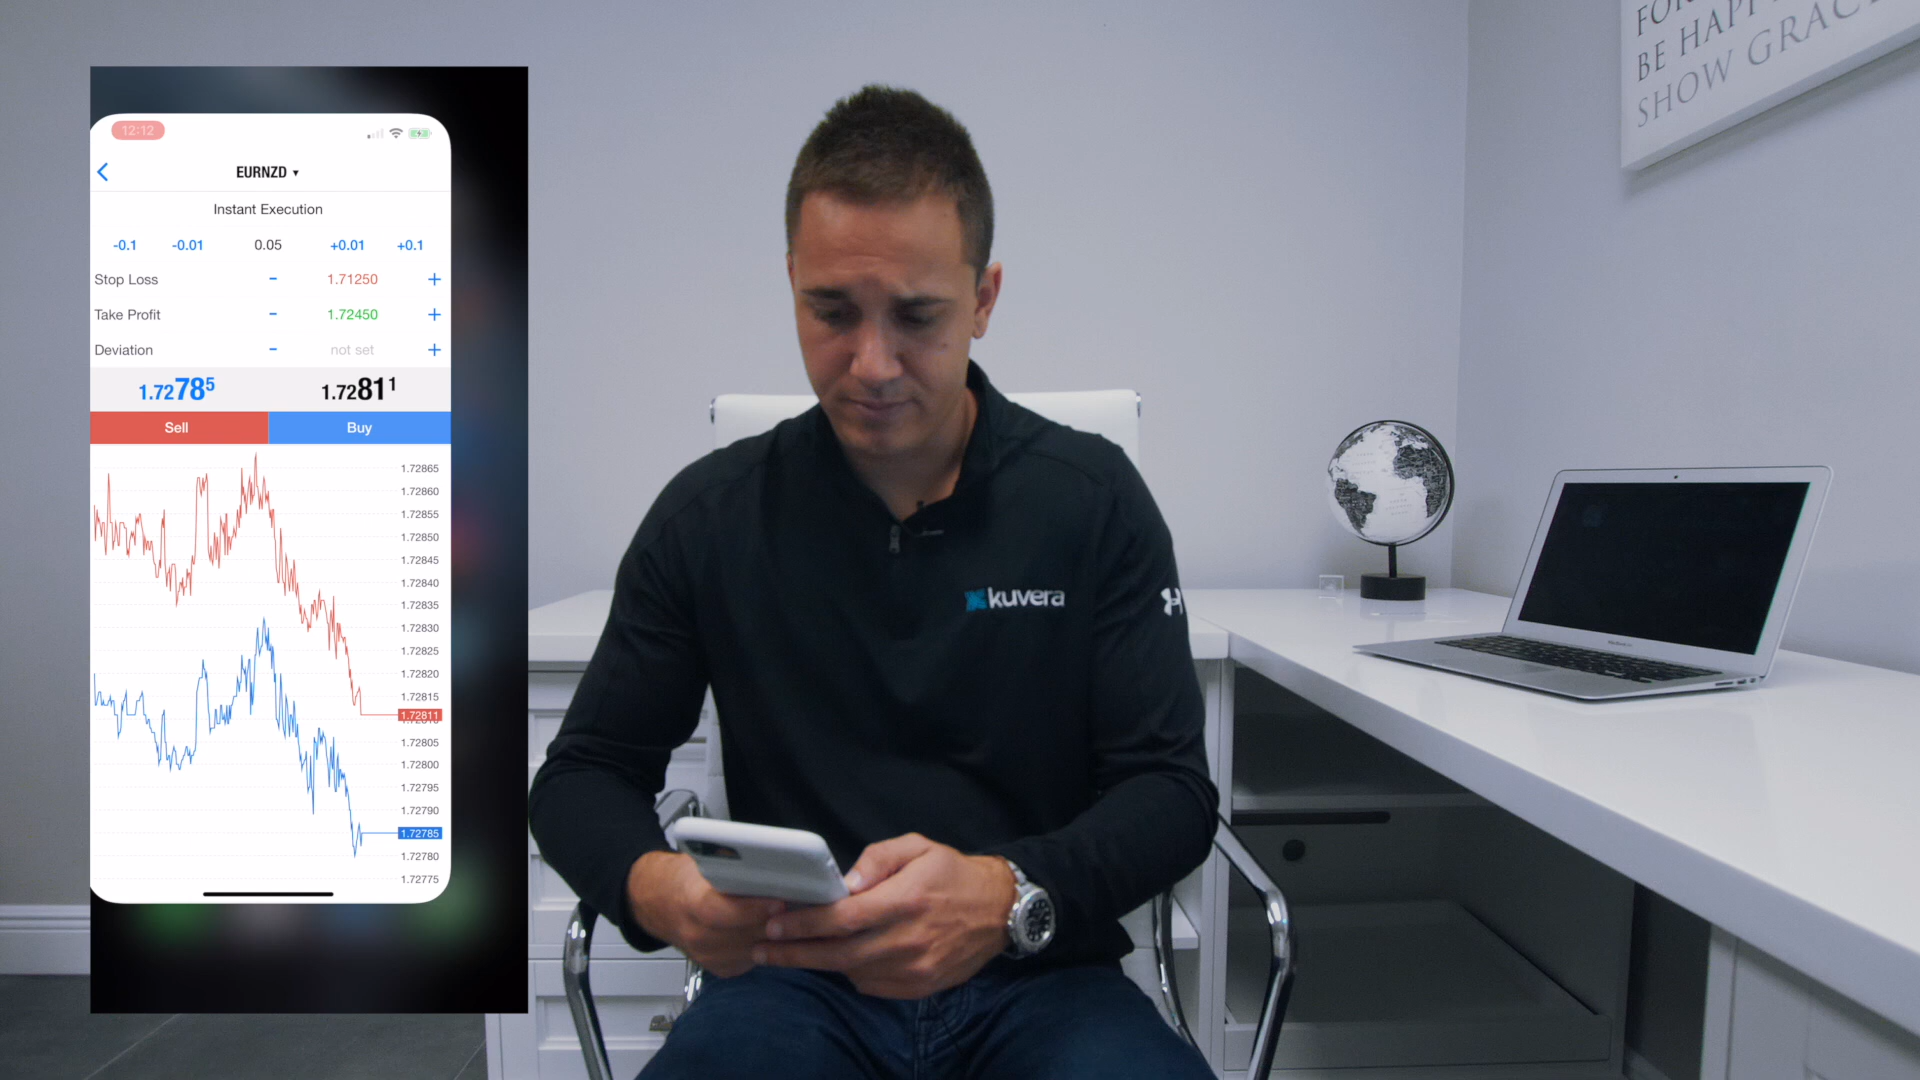 12:12
EURNZD ▾
Instant Execution
-0.1 -0.01 0.05 +0.01 +0.1
Stop Loss - 1.71250 +
Take Profit - 1.72450 +
Deviation - not set +
1.72785 1.72811
Sell Buy
1.72865
1.72860
1.72855
1.72850
1.72845
1.72840
1.72835
1.72830
1.72825
1.72820
1.72815
1.72811
1.72805
1.72800
1.72795
1.72790
1.72785
1.72780
1.72775
kuvera
BE HAPPY
SHOW GRACE